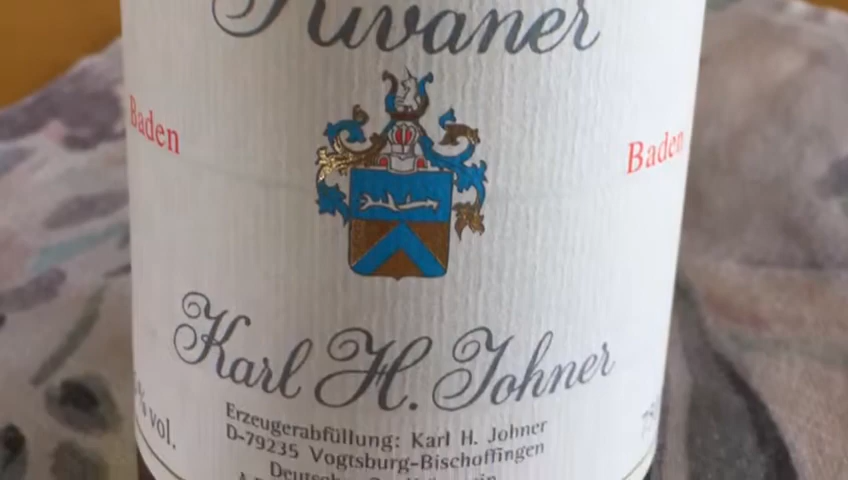 Rivaner
Baden
Baden
Karl H. Johner
% vol.
Erzeugerabfüllung: Karl H. Johner
D-79235 Vogtsburg-Bischoffingen